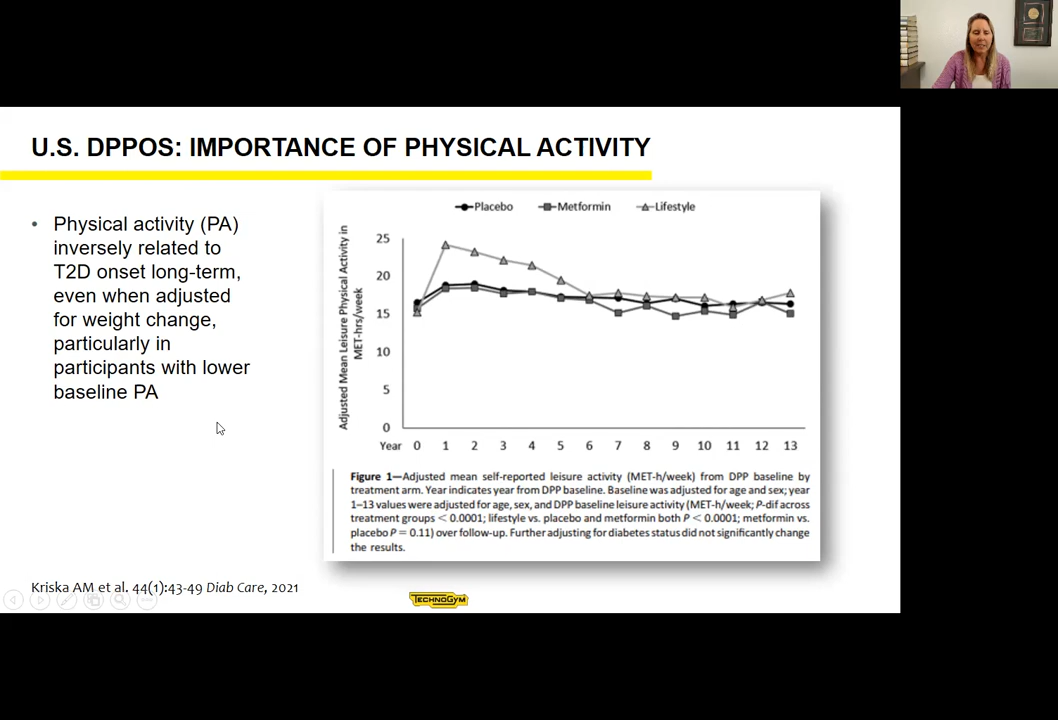 U.S. DPPOS: IMPORTANCE OF PHYSICAL ACTIVITY
• Physical activity (PA)
inversely related to
T2D onset long-term,
even when adjusted
for weight change,
particularly in
participants with lower
baseline PA
Placebo Metformin Lifestyle
Adjusted Mean Leisure Physical Activity in
MET-hrs/week
25
20
15
10
5
0
Year 0 1 2 3 4 5 6 7 8 9 10 11 12 13
Figure 1—Adjusted mean self-reported leisure activity (MET-h/week) from DPP baseline by
treatment arm. Year indicates year from DPP baseline. Baseline was adjusted for age and sex; year
1–13 values were adjusted for age, sex, and DPP baseline leisure activity (MET-h/week; P-dif across
treatment groups < 0.0001; lifestyle vs. placebo and metformin both P < 0.0001; metformin vs.
placebo P = 0.11) over follow-up. Further adjusting for diabetes status did not significantly change
the results.
Kriska AM et al. 44(1):43-49 Diab Care, 2021
TECHNOGYM